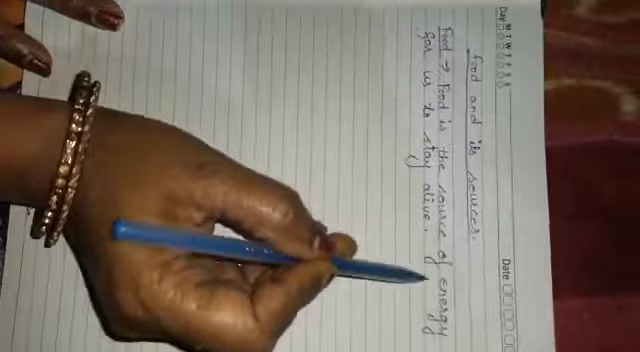 Day M T W T F S S
Date
Food and its sources.
Food → Food is the source of energy
for us to stay alive.